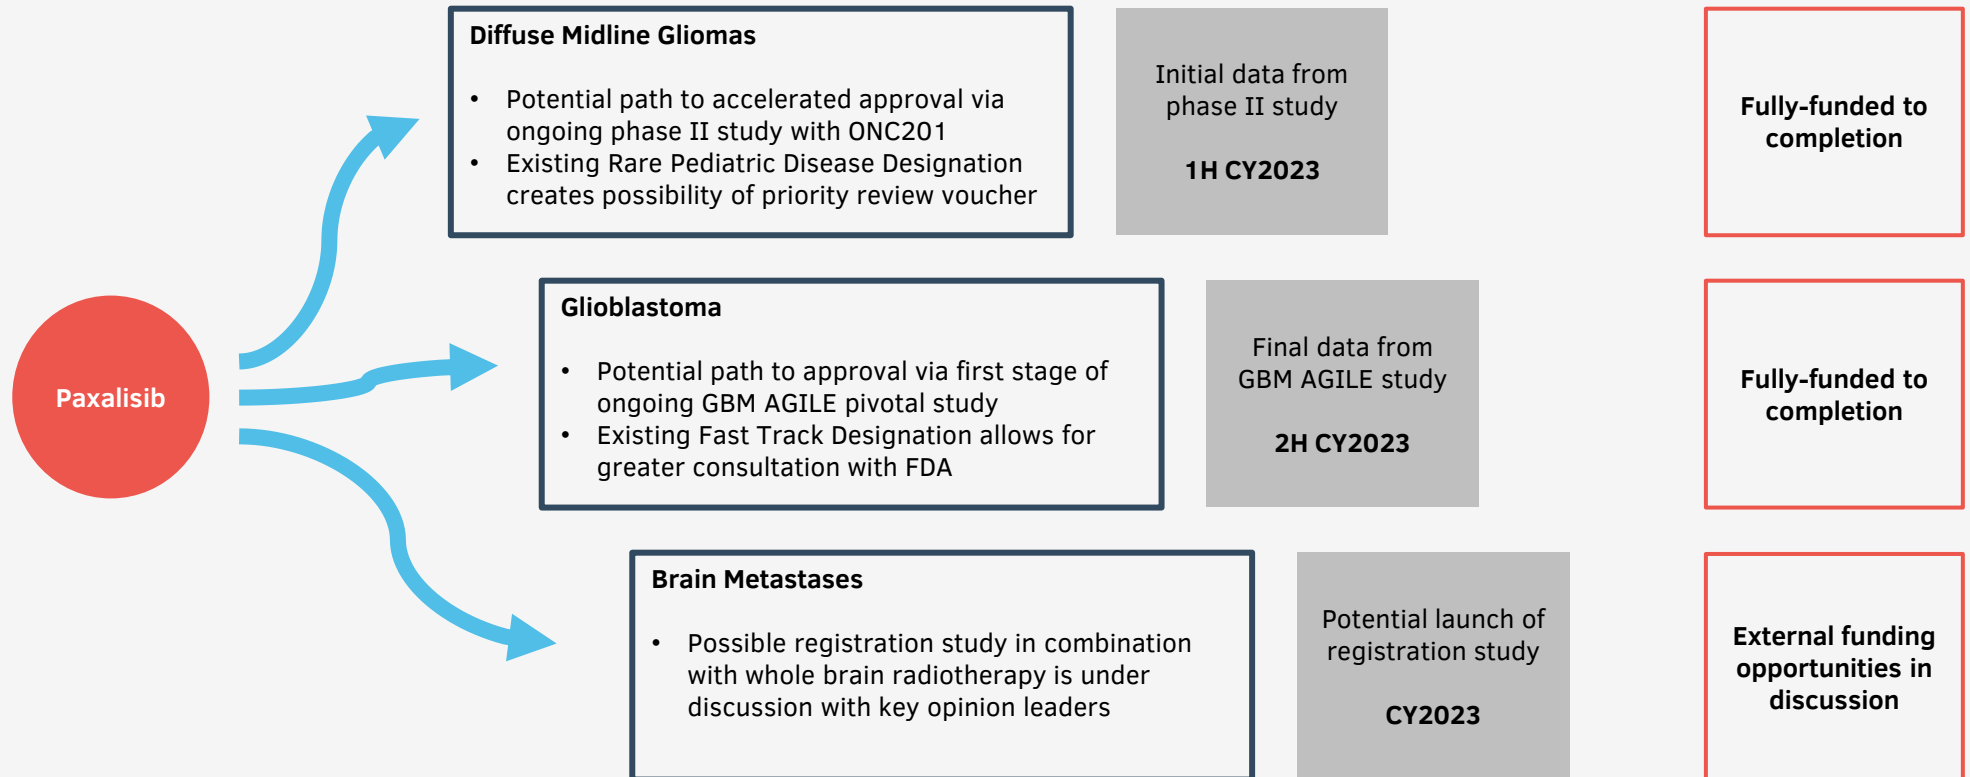 Paxalisib
Diffuse Midline Gliomas
• Potential path to accelerated approval via
ongoing phase II study with ONC201
• Existing Rare Pediatric Disease Designation
creates possibility of priority review voucher
Initial data from
phase II study
1H CY2023
Fully-funded to
completion
Glioblastoma
• Potential path to approval via first stage of
ongoing GBM AGILE pivotal study
• Existing Fast Track Designation allows for
greater consultation with FDA
Final data from
GBM AGILE study
2H CY2023
Fully-funded to
completion
Brain Metastases
• Possible registration study in combination
with whole brain radiotherapy is under
discussion with key opinion leaders
Potential launch of
registration study
CY2023
External funding
opportunities in
discussion